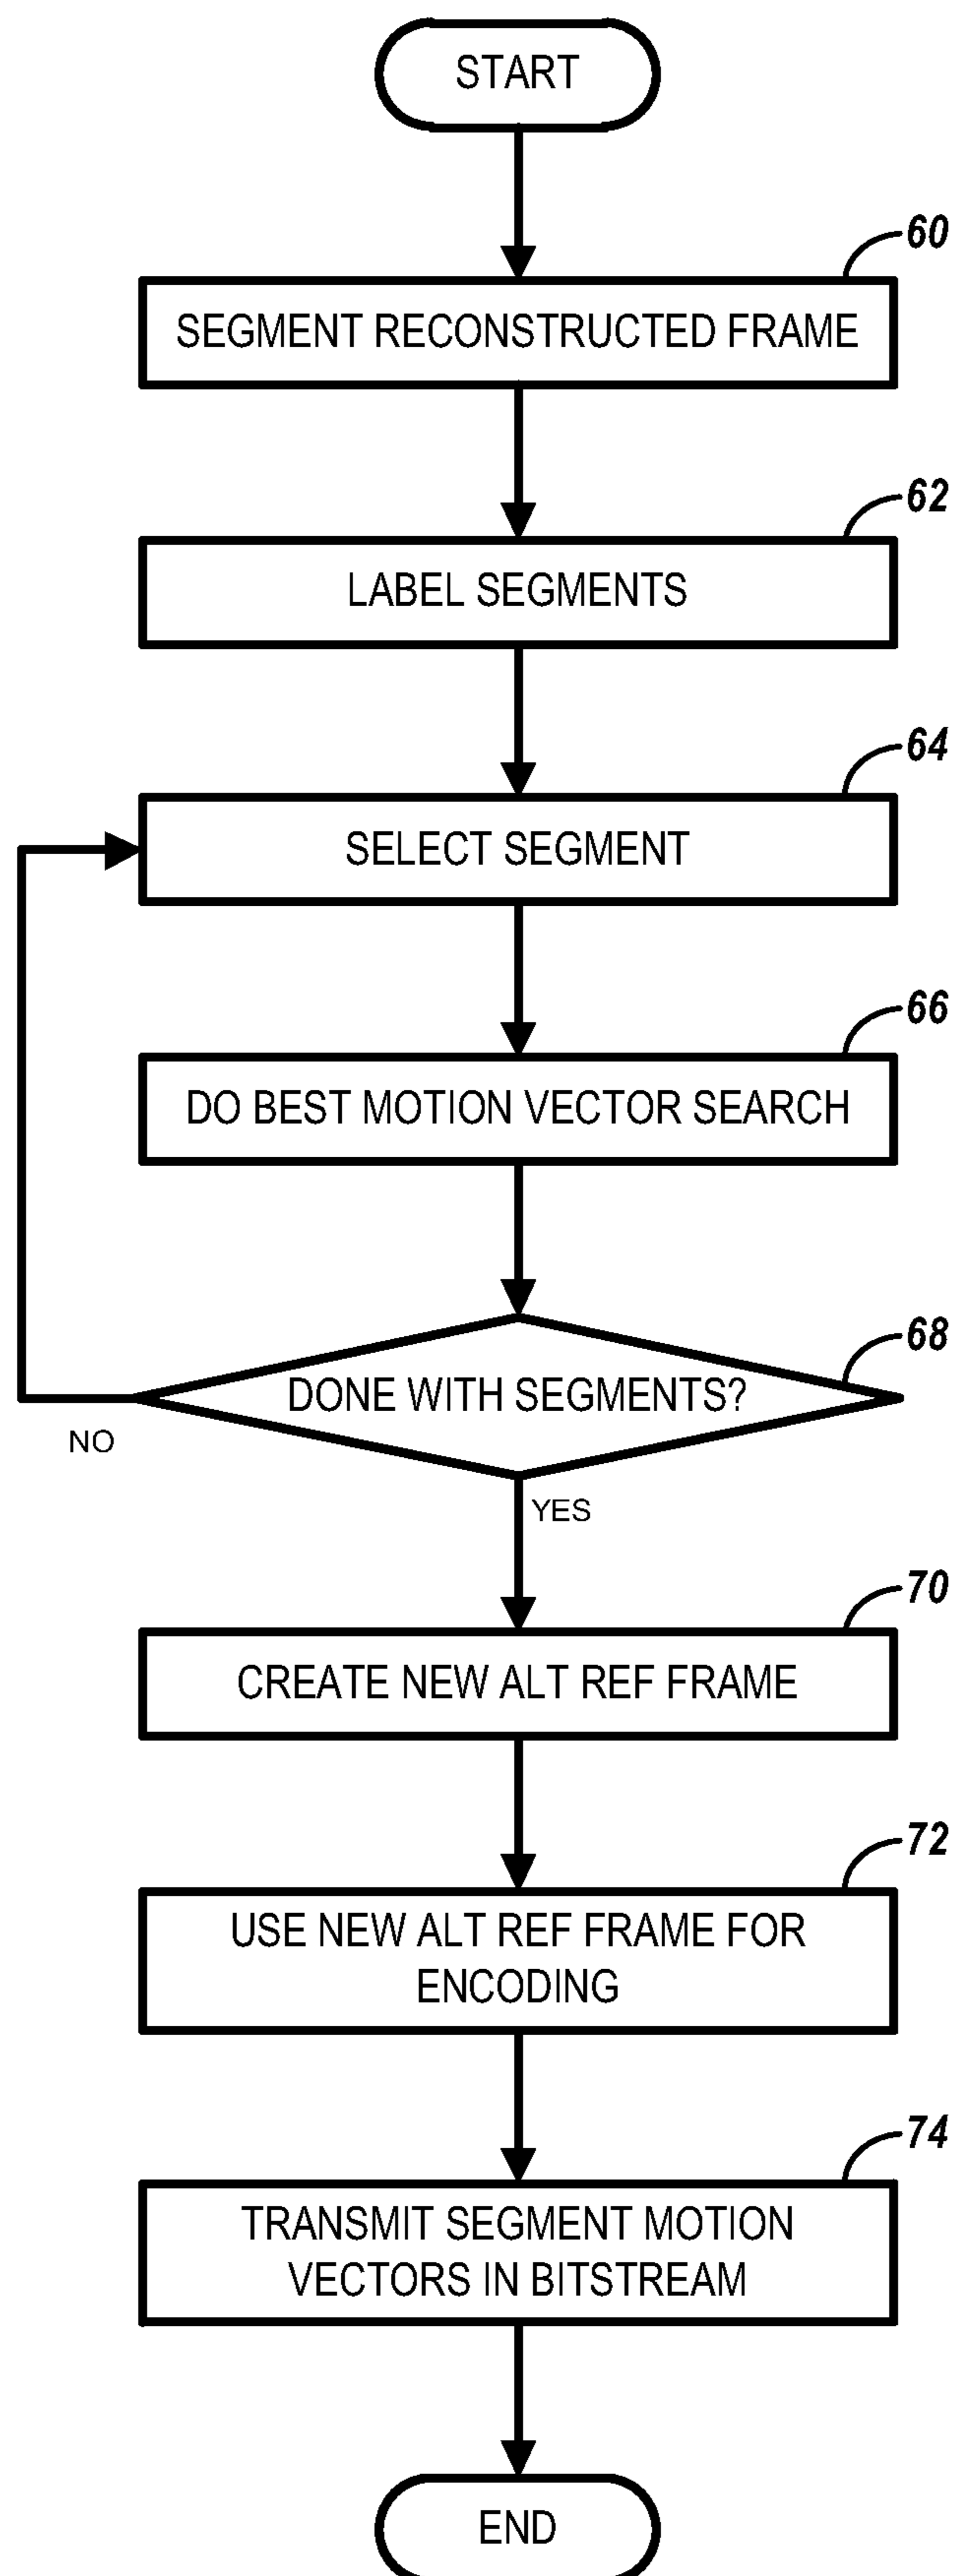 START
60
SEGMENT RECONSTRUCTED FRAME
62
LABEL SEGMENTS
64
SELECT SEGMENT
66
DO BEST MOTION VECTOR SEARCH
68
DONE WITH SEGMENTS?
NO
YES
70
CREATE NEW ALT REF FRAME
72
USE NEW ALT REF FRAME FOR
ENCODING
74
TRANSMIT SEGMENT MOTION
VECTORS IN BITSTREAM
END